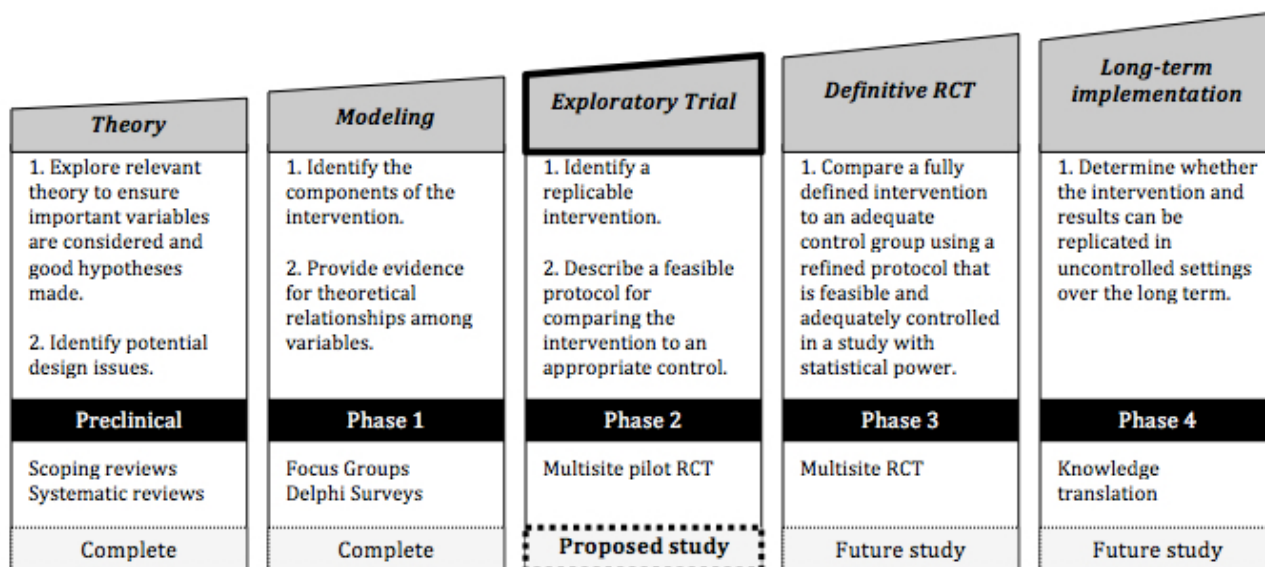 Theory
1. Explore relevant
theory to ensure
important variables
are considered and
good hypotheses
made.
2. Identify potential
design issues.
Preclinical
Scoping reviews
Systematic reviews
Complete
Modeling
1. Identify the
components of the
intervention.
2. Provide evidence
for theoretical
relationships among
variables.
Phase 1
Focus Groups
Delphi Surveys
Complete
Exploratory Trial
1. Identify a
replicable
intervention.
2. Describe a feasible
protocol for
comparing the
intervention to an
appropriate control.
Phase 2
Multisite pilot RCT
Proposed study
Definitive RCT
1. Compare a fully
defined intervention
to an adequate
control group using a
refined protocol that
is feasible and
adequately controlled
in a study with
statistical power.
Phase 3
Multisite RCT
Future study
Long-term
implementation
1. Determine whether
the intervention and
results can be
replicated in
uncontrolled settings
over the long term.
Phase 4
Knowledge
translation
Future study